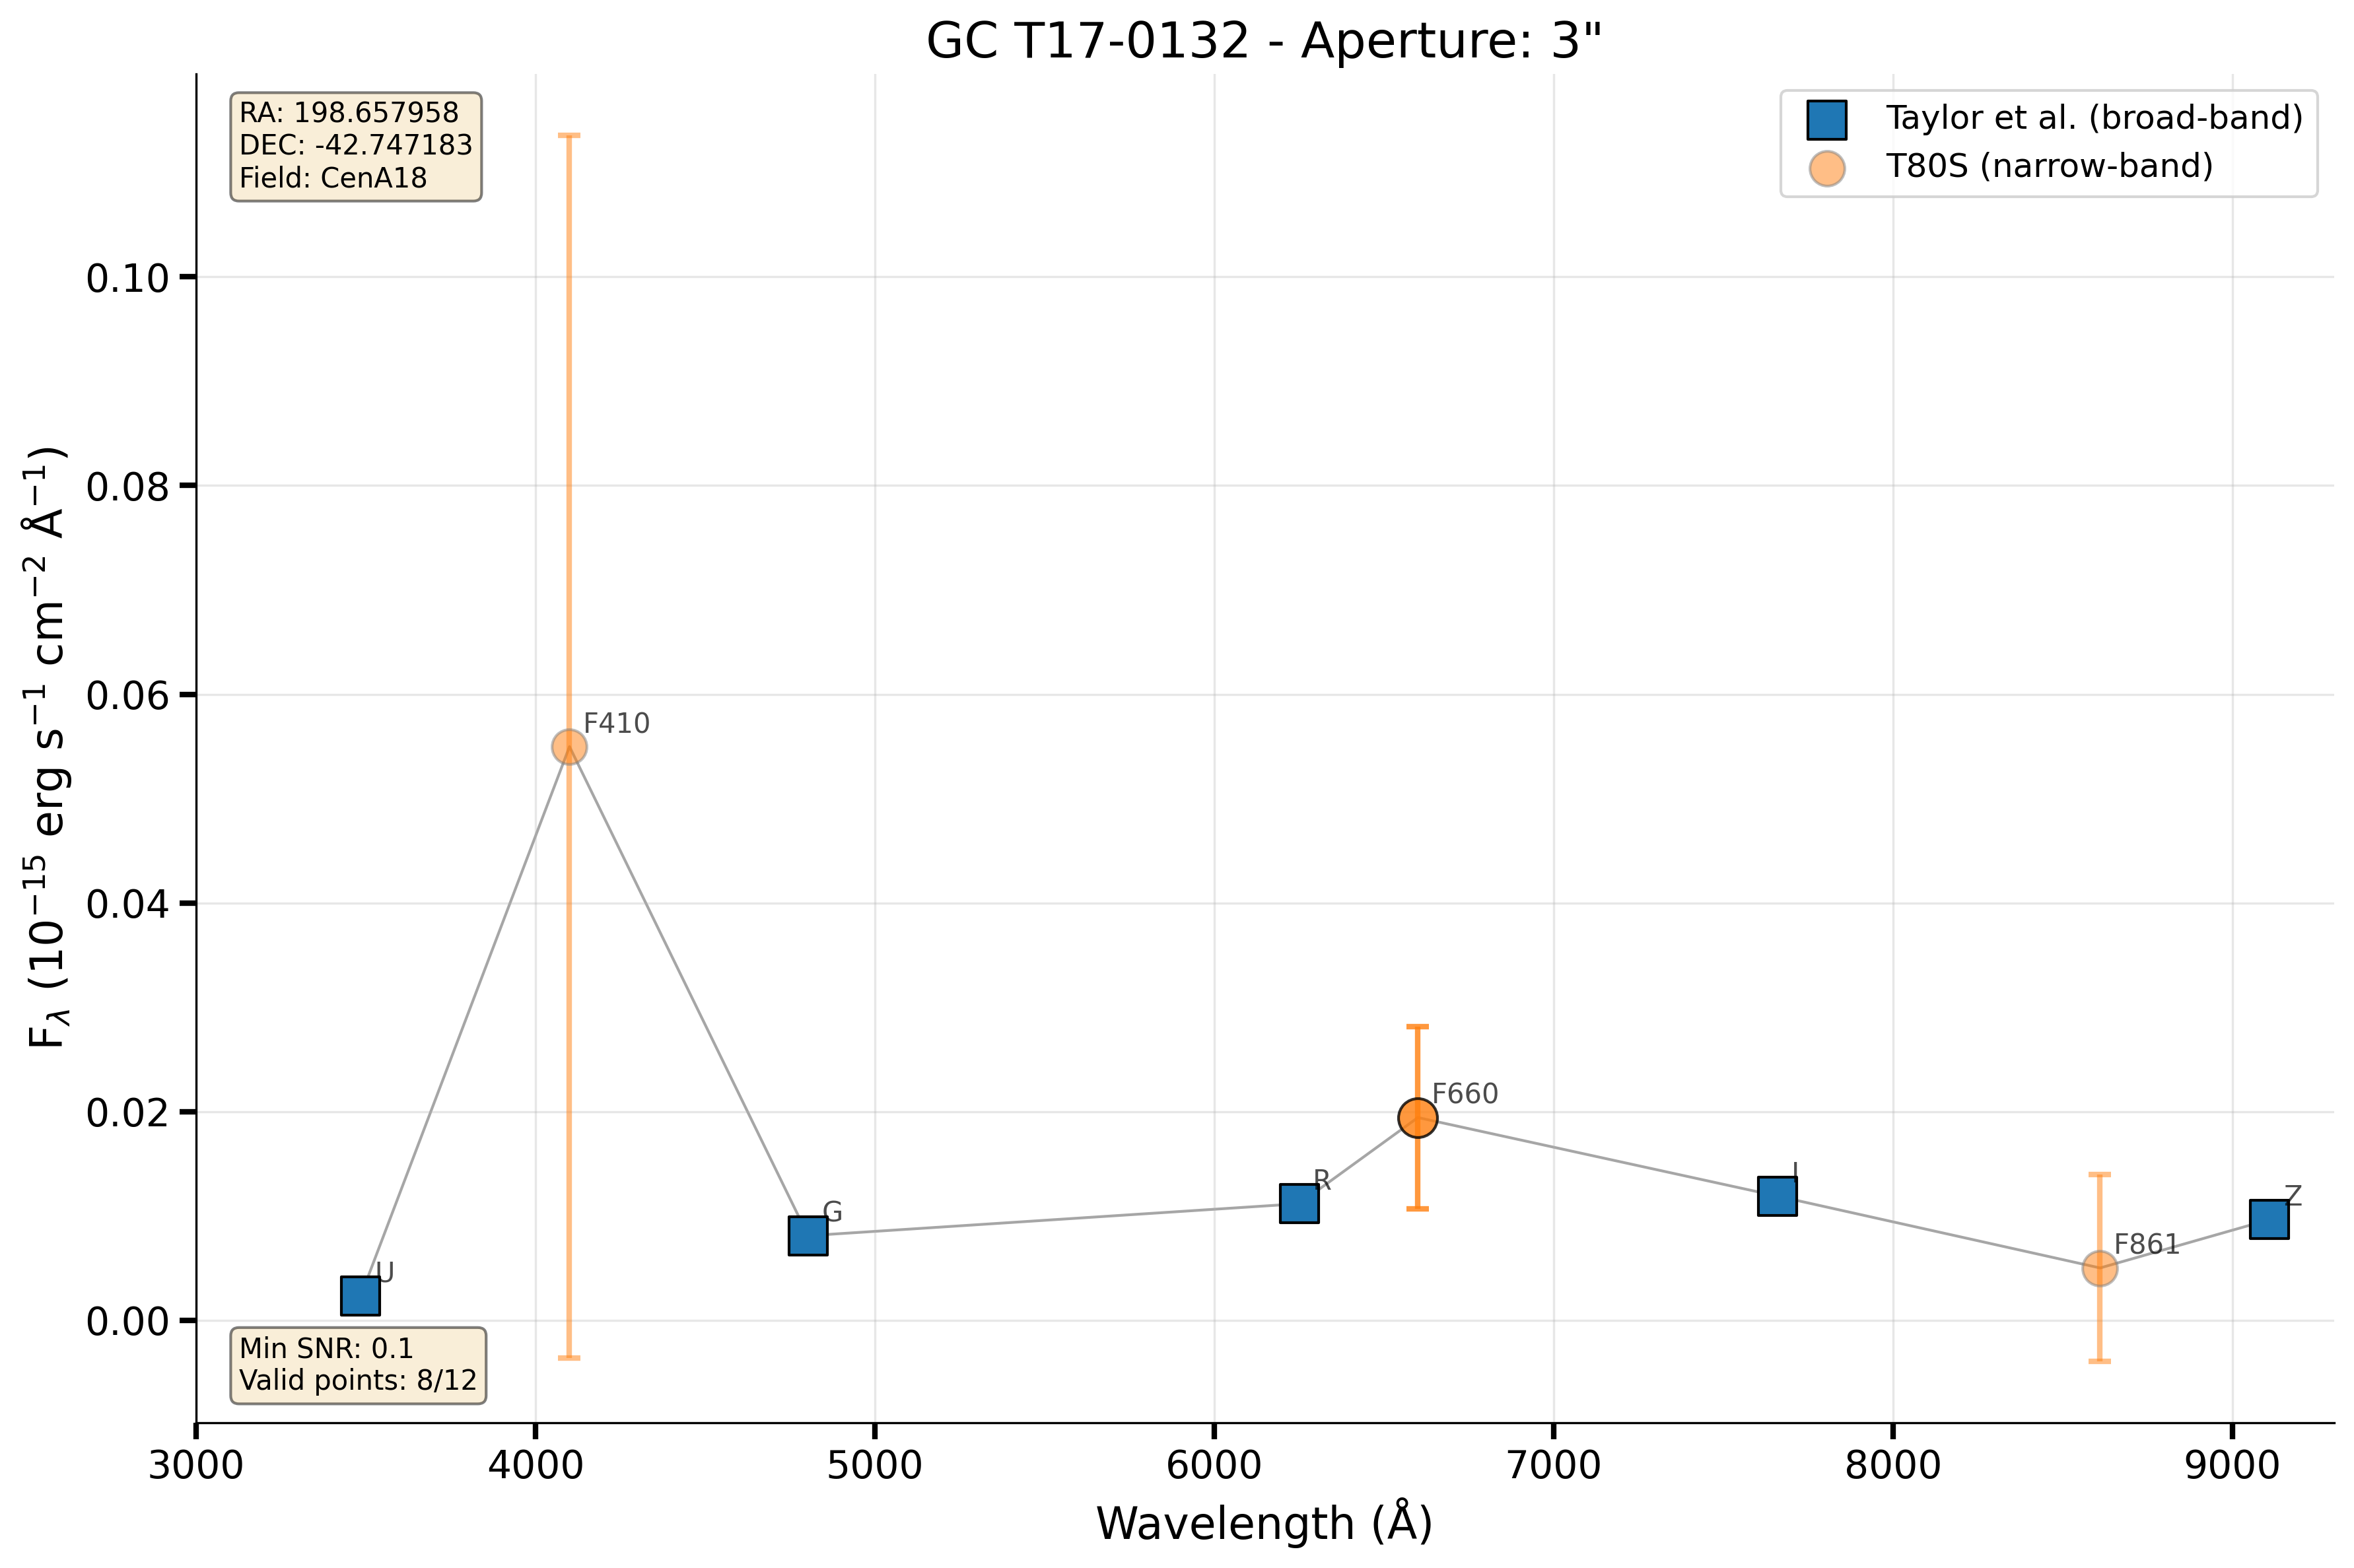 GC T17-0132 - Aperture: 3"
RA: 198.657958
DEC: -42.747183
Field: CenA18
Taylor et al. (broad-band)
T80S (narrow-band)
0.10
0.08
0.06
0.04
0.02
0.00
F_λ (10⁻¹⁵ erg s⁻¹ cm⁻² Å⁻¹)
F410
F660
R
I
Z
G
F861
U
Min SNR: 0.1
Valid points: 8/12
3000 4000 5000 6000 7000 8000 9000
Wavelength (Å)